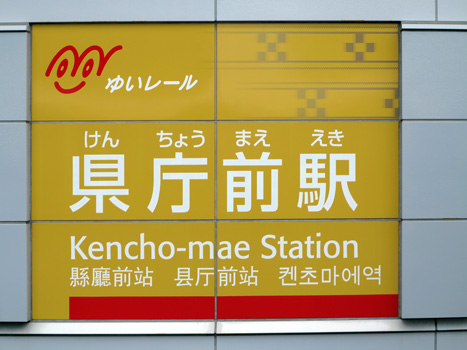 ゆいレール
けん ちょう まえ えき
県庁前駅
Kencho-mae Station
縣廳前站 县厅前站 켄초마에역